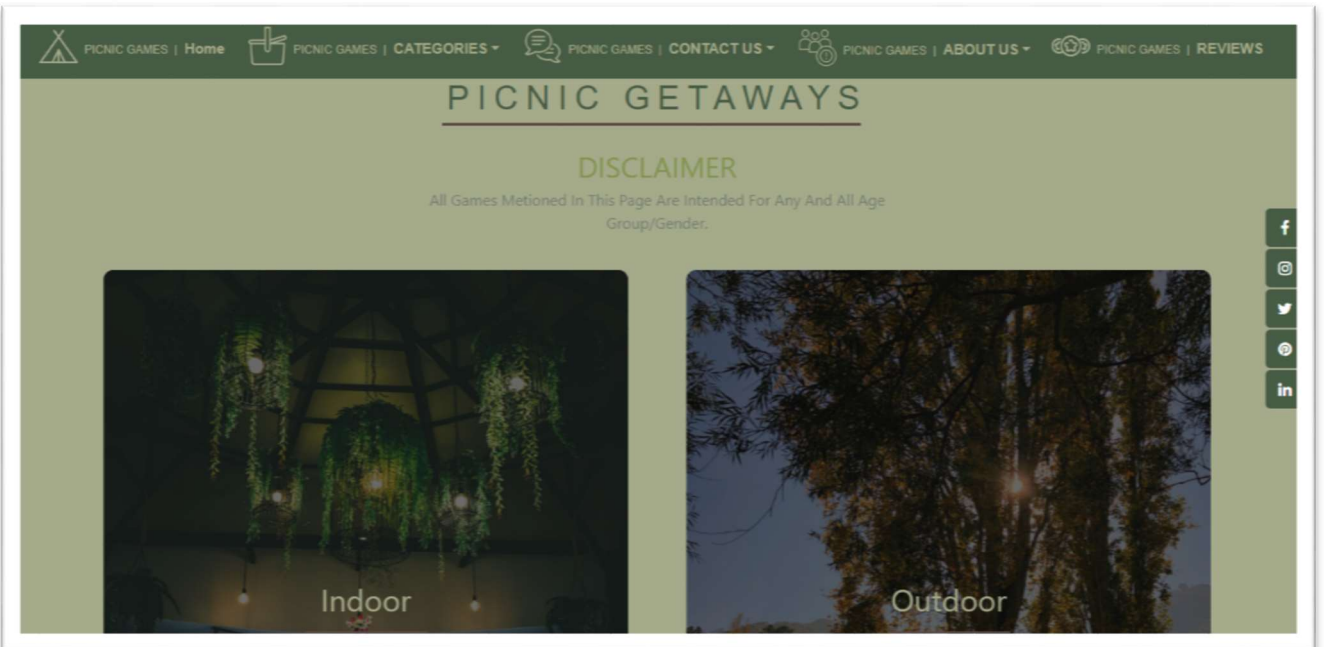 PICNIC GAMES | Home PICNIC GAMES | CATEGORIES PICNIC GAMES | CONTACT US PICNIC GAMES | ABOUT US PICNIC GAMES | REVIEWS
PICNIC GETAWAYS
DISCLAIMER
All Games Metioned In This Page Are Intended For Any And All Age
Group/Gender.
Indoor Outdoor